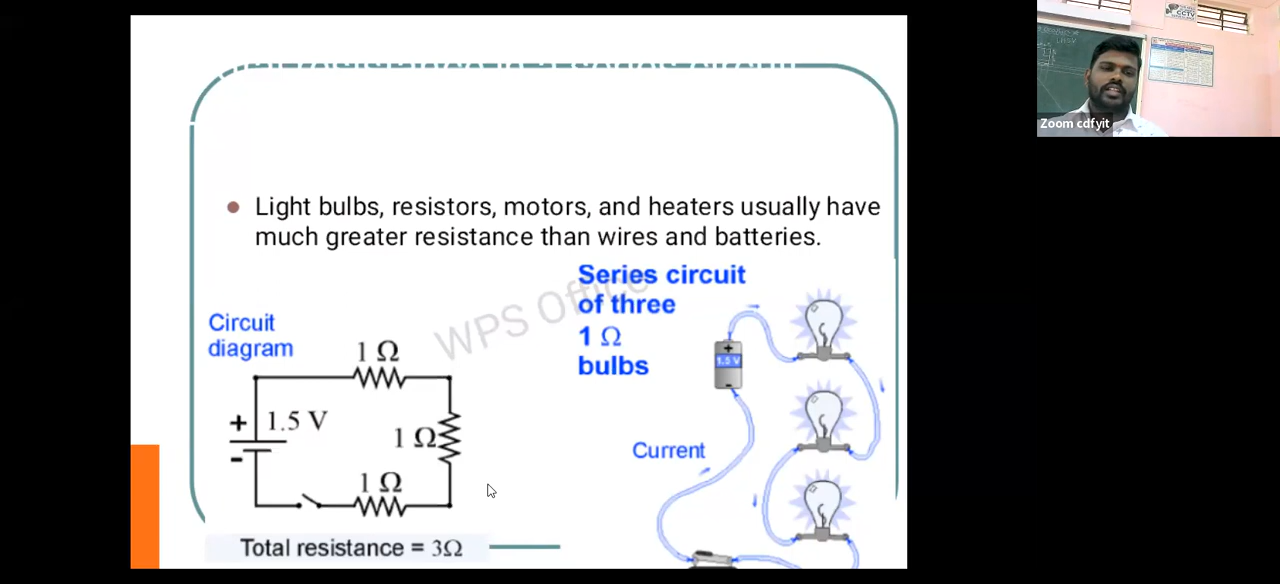 Light bulbs, resistors, motors, and heaters usually have
much greater resistance than wires and batteries.
WPS Office
Series circuit
of three
1 Ω
bulbs
Circuit
diagram
1 Ω
+
1.5 V
-
1 Ω
1 Ω
Total resistance = 3Ω
+
1.5 V
-
Current
CCTV
Zoom cdfyit